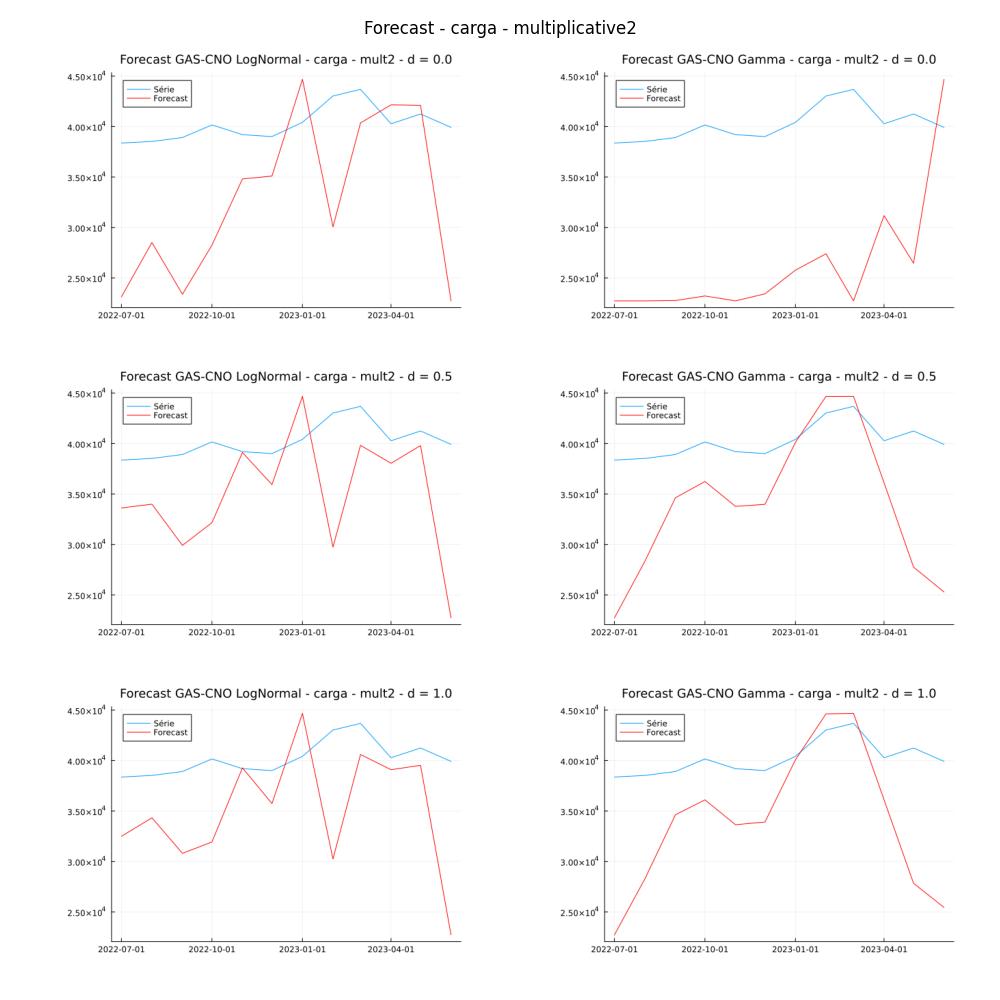 Forecast - carga - multiplicative2
Forecast GAS-CNO LogNormal - carga - mult2 - d = 0.0
4.50×10⁴
4.00×10⁴
3.50×10⁴
3.00×10⁴
2.50×10⁴
Série
Forecast
2022-07-01 2022-10-01 2023-01-01 2023-04-01
Forecast GAS-CNO Gamma - carga - mult2 - d = 0.0
4.50×10⁴
4.00×10⁴
3.50×10⁴
3.00×10⁴
2.50×10⁴
Série
Forecast
2022-07-01 2022-10-01 2023-01-01 2023-04-01
Forecast GAS-CNO LogNormal - carga - mult2 - d = 0.5
4.50×10⁴
4.00×10⁴
3.50×10⁴
3.00×10⁴
2.50×10⁴
Série
Forecast
2022-07-01 2022-10-01 2023-01-01 2023-04-01
Forecast GAS-CNO Gamma - carga - mult2 - d = 0.5
4.50×10⁴
4.00×10⁴
3.50×10⁴
3.00×10⁴
2.50×10⁴
Série
Forecast
2022-07-01 2022-10-01 2023-01-01 2023-04-01
Forecast GAS-CNO LogNormal - carga - mult2 - d = 1.0
4.50×10⁴
4.00×10⁴
3.50×10⁴
3.00×10⁴
2.50×10⁴
Série
Forecast
2022-07-01 2022-10-01 2023-01-01 2023-04-01
Forecast GAS-CNO Gamma - carga - mult2 - d = 1.0
4.50×10⁴
4.00×10⁴
3.50×10⁴
3.00×10⁴
2.50×10⁴
Série
Forecast
2022-07-01 2022-10-01 2023-01-01 2023-04-01